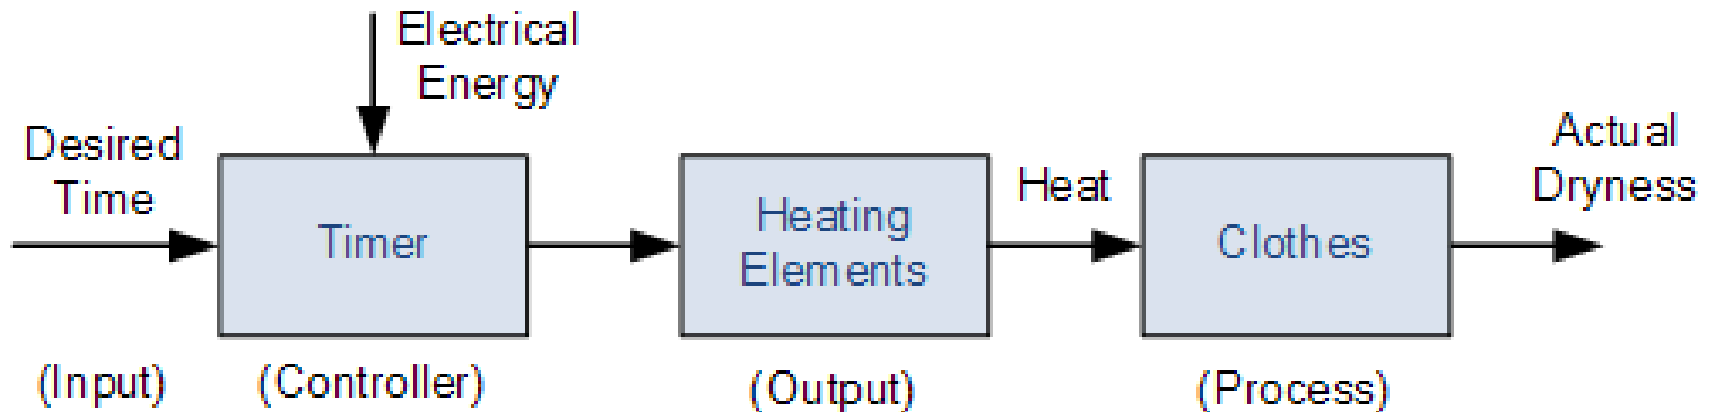 Electrical
Energy
Desired
Time
Timer
Heating
Elements
Heat
Clothes
Actual
Dryness
(Input)
(Controller)
(Output)
(Process)